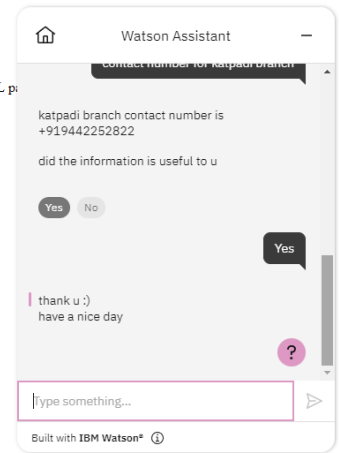 Watson Assistant
contact number for katpadi branch
L pa
katpadi branch contact number is
+919442252822
did the information is useful to u
Yes
No
Yes
thank u :)
have a nice day
?
Type something...
Built with IBM Watson®